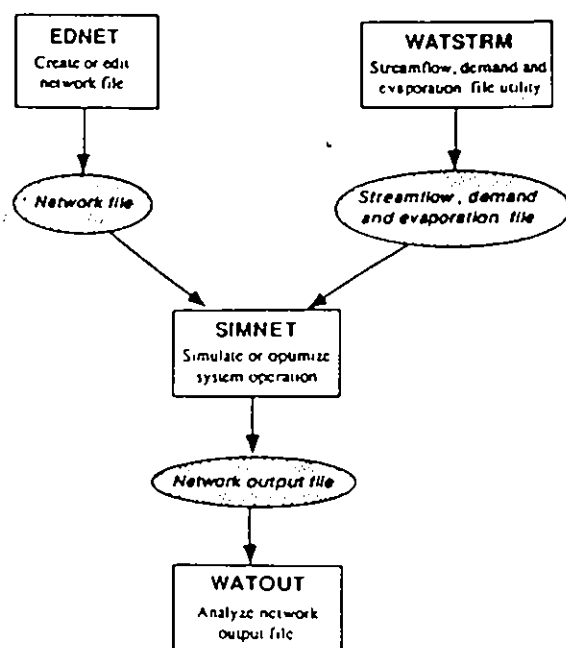 EDNET
Create or edit
network file
WATSTRM
Streamflow, demand and
evaporation file utility
Network file
Streamflow, demand
and evaporation file
SIMNET
Simulate or optimize
system operation
Network output file
WATOUT
Analyze network
output file